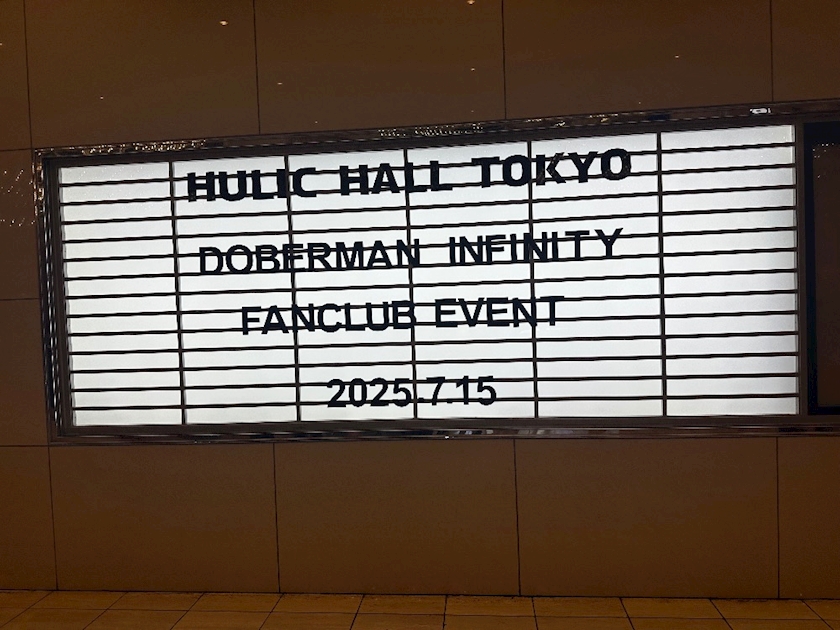 HULIC HALL TOKYO
DOBERMAN INFINITY
FANCLUB EVENT
2025.7.15